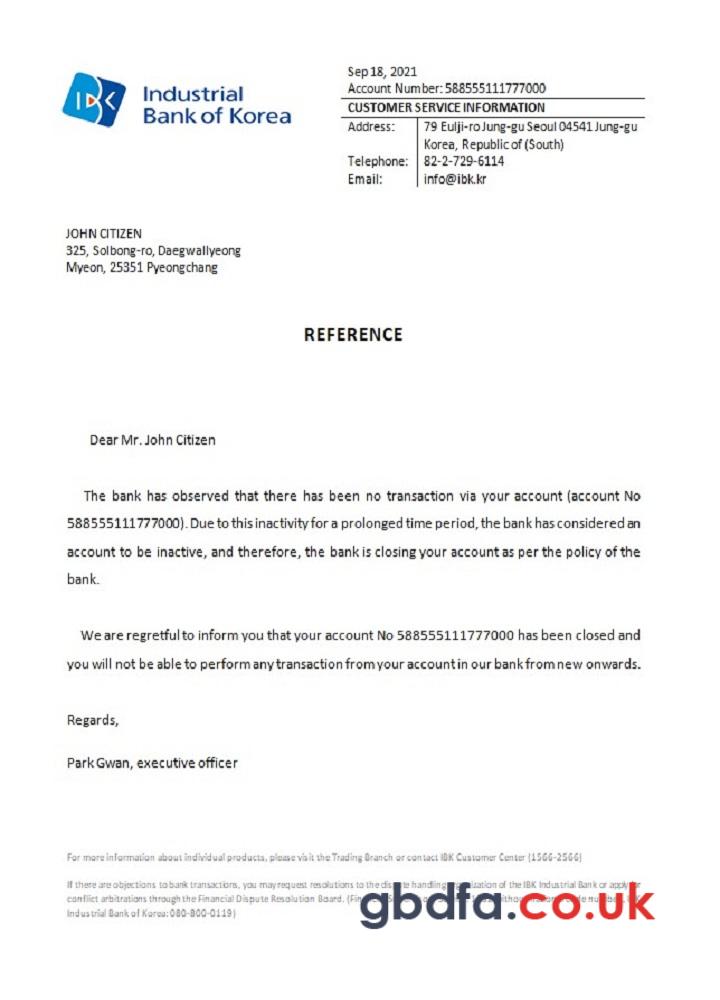 IBK
Industrial
Bank of Korea
Sep 18, 2021
Account Number: 588555111777000
CUSTOMER SERVICE INFORMATION
Address: 79 Eulji-ro Jung-gu Seoul 04541 Jung-gu
Korea, Republic of (South)
Telephone: 82-2-729-6114
Email: info@ibk.kr
JOHN CITIZEN
325, Solbong-ro, Daegwallyeong
Myeon, 25351 Pyeongchang
REFERENCE
Dear Mr. John Citizen
The bank has observed that there has been no transaction via your account (account No
588555111777000). Due to this inactivity for a prolonged time period, the bank has considered an
account to be inactive, and therefore, the bank is closing your account as per the policy of the
bank.
We are regretful to inform you that your account No 588555111777000 has been closed and
you will not be able to perform any transaction from your account in our bank from new onwards.
Regards,
Park Gwan, executive officer
For more information about individual products, please visit the Trading Branch or contact IBK Customer Center (1566-2566)
If there are objections to bank transactions, you may request resolutions to the handling of the IBK Industrial Bank or apply for
conflict arbitrations through the Financial Dispute Resolution Board.
Industrial Bank of Korea: 080-800-0119)
gbdfa.co.uk